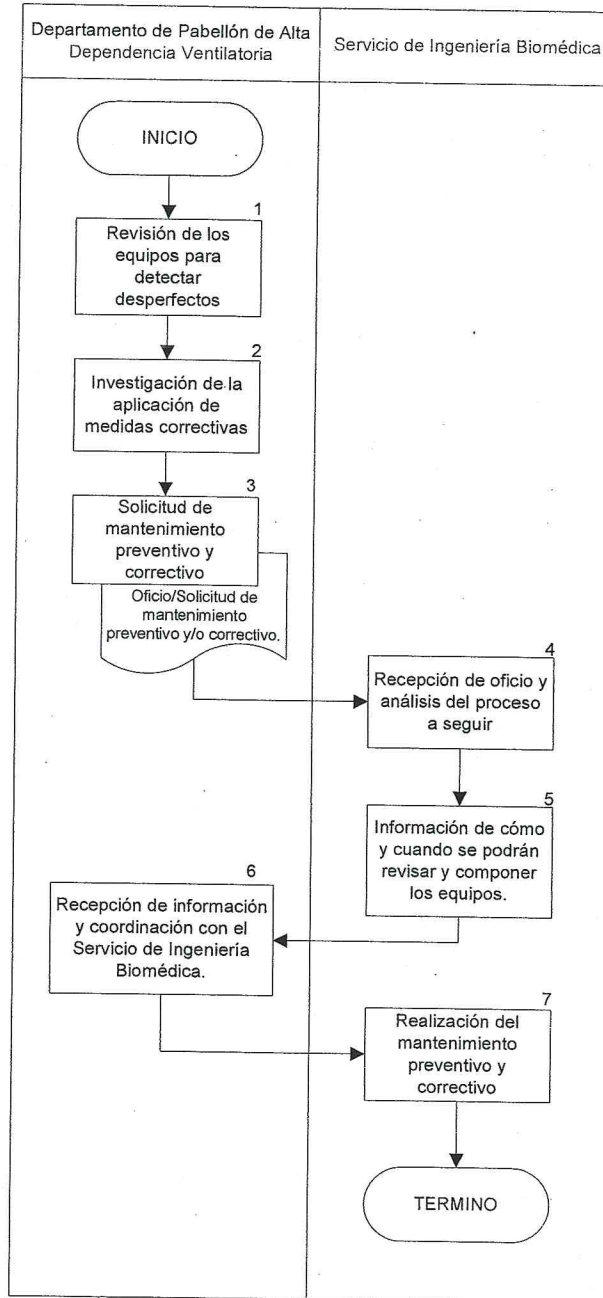 Departamento de Pabellón de Alta
Dependencia Ventilatoria
Servicio de Ingeniería Biomédica
INICIO
1
Revisión de los
equipos para
detectar
desperfectos
2
Investigación de la
aplicación de
medidas correctivas
3
Solicitud de
mantenimiento
preventivo y
correctivo
Oficio/Solicitud de
mantenimiento
preventivo y/o correctivo.
4
Recepción de oficio y
análisis del proceso
a seguir
5
Información de cómo
y cuando se podrán
revisar y componer
los equipos.
6
Recepción de información
y coordinación con el
Servicio de Ingeniería
Biomédica.
7
Realización del
mantenimiento
preventivo y
correctivo
TERMINO